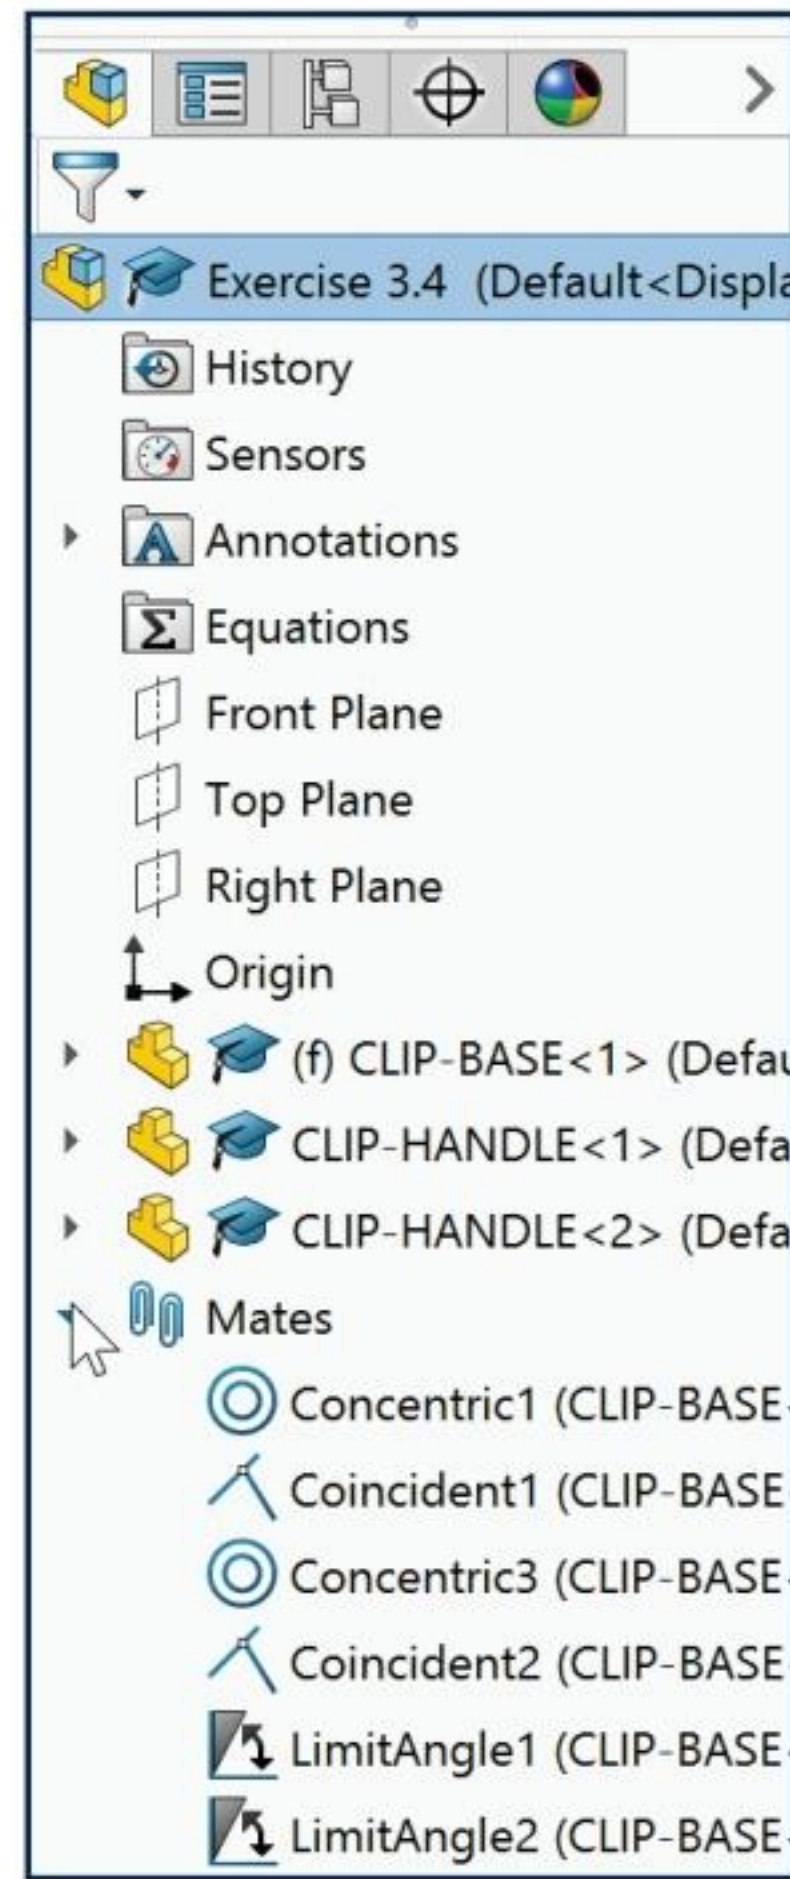 Exercise 3.4 (Default<Displa
History
Sensors
Annotations
Equations
Front Plane
Top Plane
Right Plane
Origin
(f) CLIP-BASE<1> (Defau
CLIP-HANDLE<1> (Defa
CLIP-HANDLE<2> (Defa
Mates
Concentric1 (CLIP-BASE
Coincident1 (CLIP-BASE
Concentric3 (CLIP-BASE
Coincident2 (CLIP-BASE
LimitAngle1 (CLIP-BASE
LimitAngle2 (CLIP-BASE